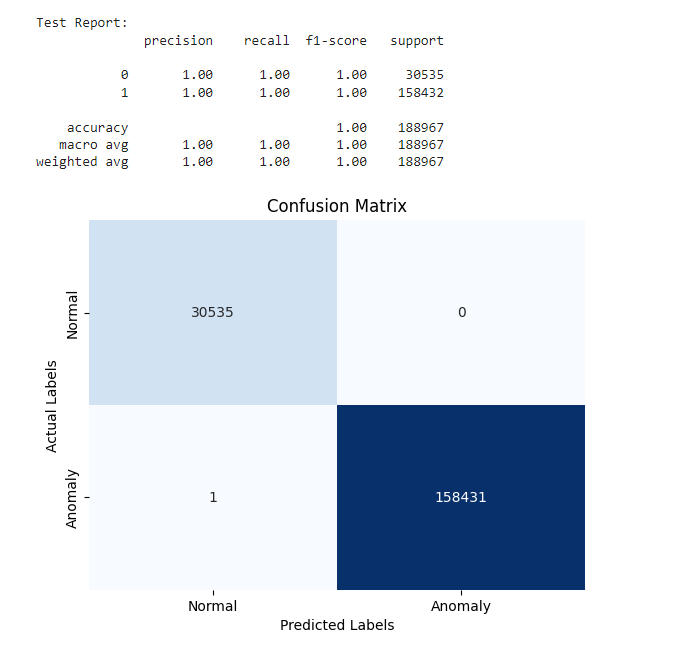 Test Report:
precision recall f1-score support
0 1.00 1.00 1.00 30535
1 1.00 1.00 1.00 158432
accuracy 1.00 188967
macro avg 1.00 1.00 1.00 188967
weighted avg 1.00 1.00 1.00 188967
Confusion Matrix
Actual Labels
Normal
30535 0
Anomaly
1 158431
Normal Anomaly
Predicted Labels